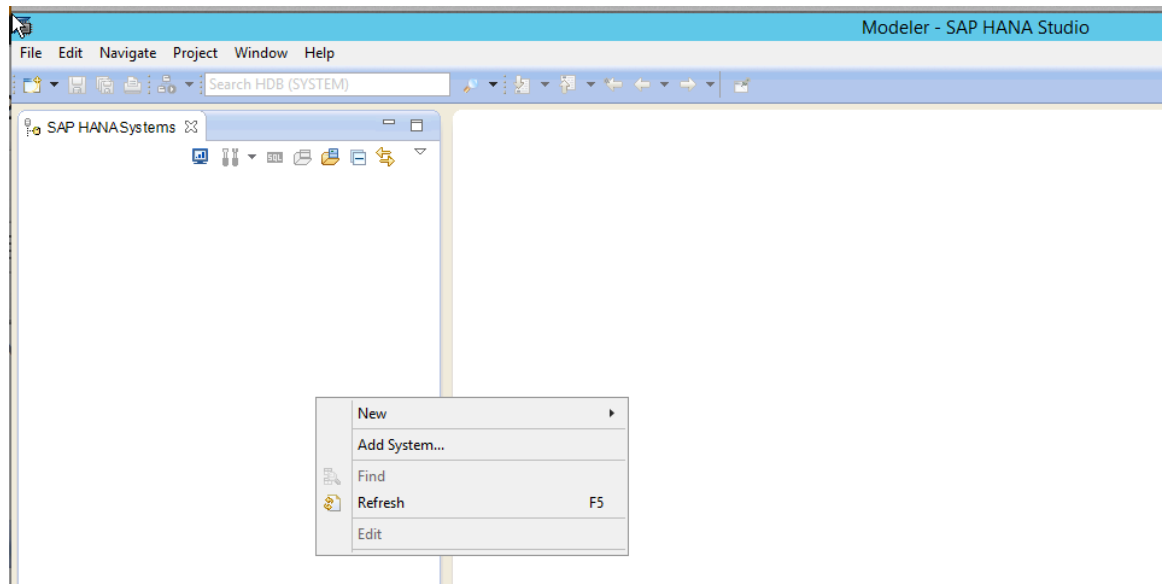 Modeler - SAP HANA Studio
File Edit Navigate Project Window Help
Search HDB (SYSTEM)
SAP HANA Systems
SQL
New
Add System...
Find
Refresh F5
Edit